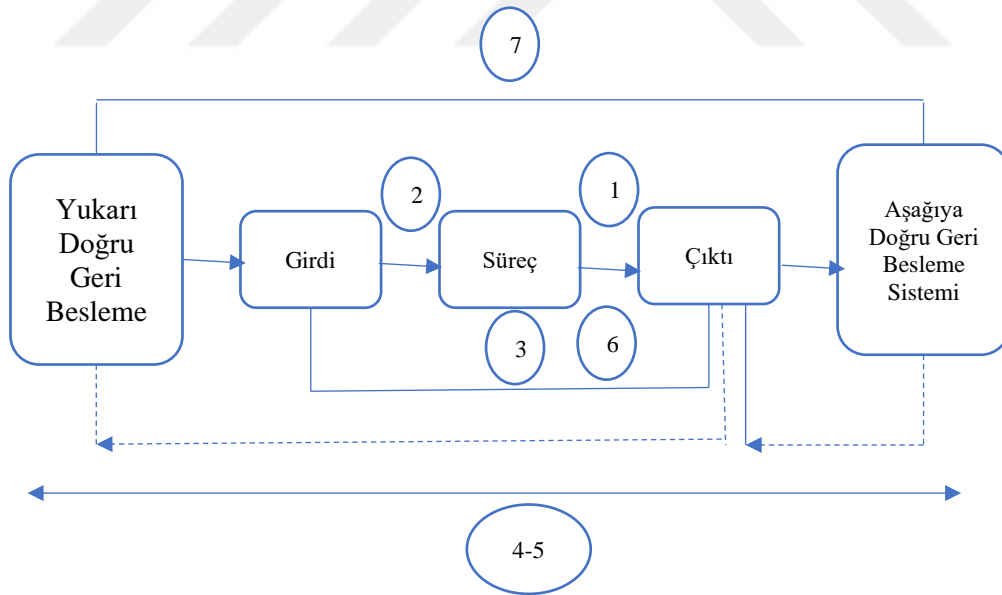 7
Yukarı
Doğru
Geri
Besleme
Girdi
2
Süreç
1
Çıktı
Aşağıya
Doğru Geri
Besleme
Sistemi
3
6
4-5